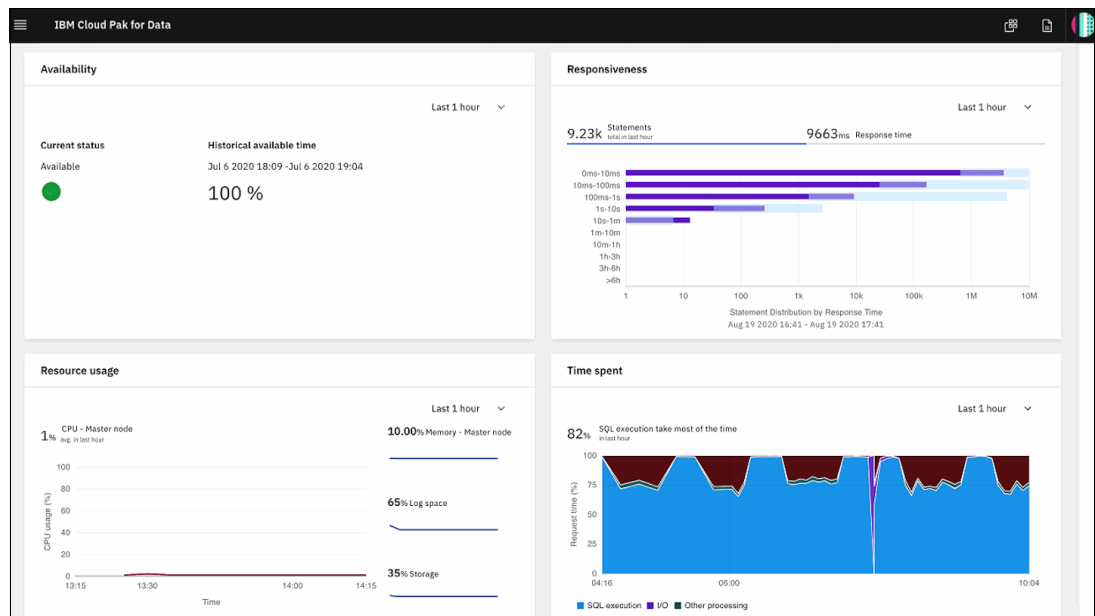 IBM Cloud Pak for Data
Availability
Last 1 hour
Current status
Historical available time
Available
Jul 6 2020 18:09 -Jul 6 2020 19:04
100 %
Responsiveness
Last 1 hour
9.23k Statements
total in last hour
9663ms Response time
0ms-10ms
10ms-100ms
100ms-1s
1s-10s
10s-1m
1m-10m
10m-1h
1h-3h
3h-6h
>6h
1 10 100 1k 10k 100k 1M 10M
Statement Distribution by Response Time
Aug 19 2020 16:41 - Aug 19 2020 17:41
Resource usage
Last 1 hour
1% CPU - Master node
avg. in last hour
100
80
60
40
20
0
CPU usage (%)
13:15 13:30 14:00 14:15
Time
10.00% Memory - Master node
65% Log space
35% Storage
Time spent
Last 1 hour
82% SQL execution take most of the time
in last hour
100
75
50
25
0
Request time (%)
04:16 06:00 10:04
SQL execution I/O Other processing